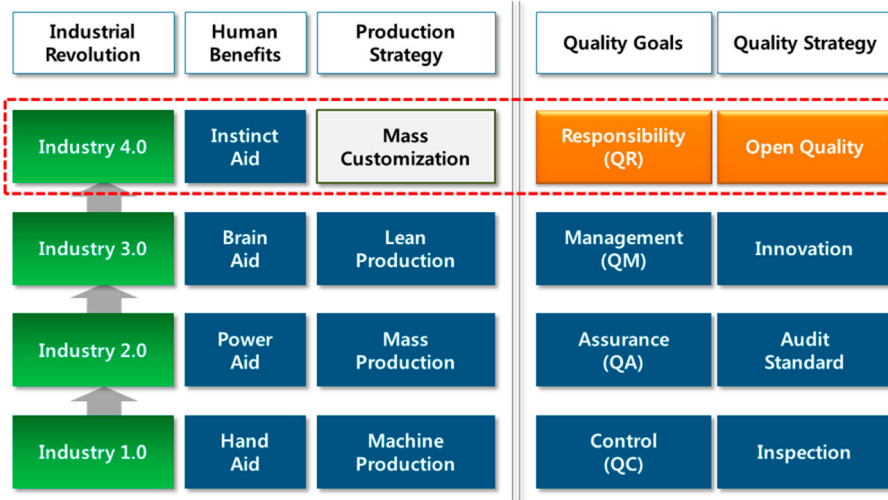 Industrial
Revolution
Human
Benefits
Production
Strategy
Quality Goals
Quality Strategy
Industry 4.0
Instinct
Aid
Mass
Customization
Responsibility
(QR)
Open Quality
Industry 3.0
Brain
Aid
Lean
Production
Management
(QM)
Innovation
Industry 2.0
Power
Aid
Mass
Production
Assurance
(QA)
Audit
Standard
Industry 1.0
Hand
Aid
Machine
Production
Control
(QC)
Inspection